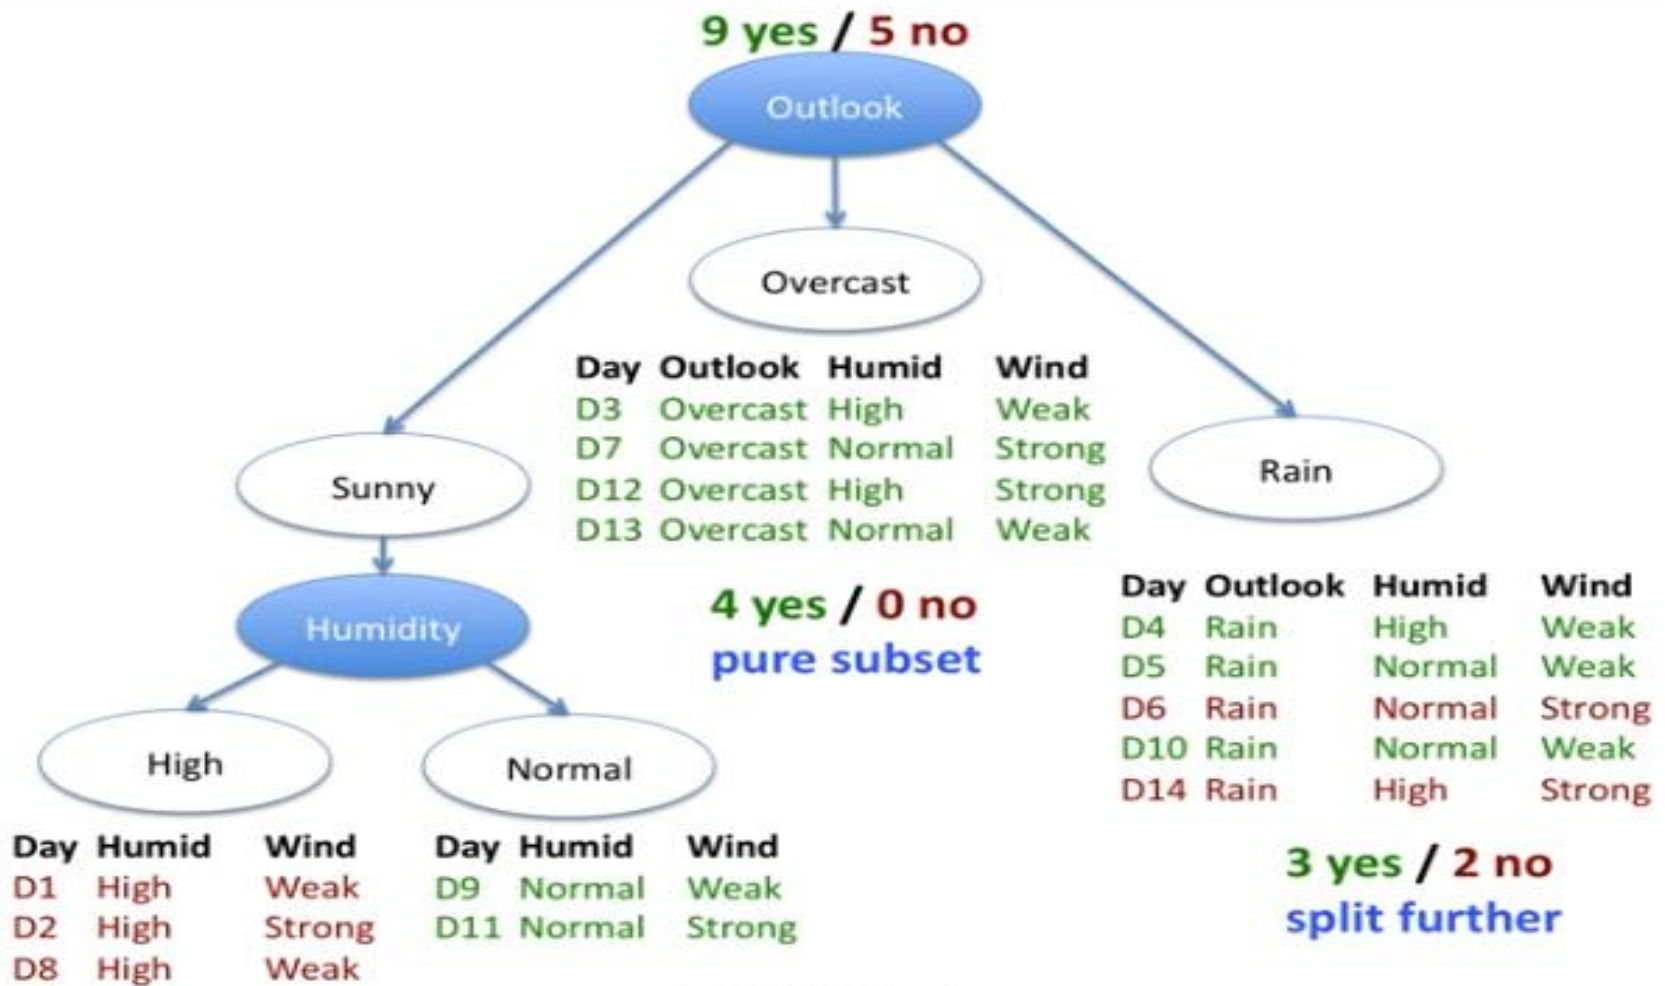 9 yes / 5 no
Outlook
Overcast
Day Outlook Humid Wind
D3 Overcast High Weak
D7 Overcast Normal Strong
D12 Overcast High Strong
D13 Overcast Normal Weak
4 yes / 0 no
pure subset
Sunny
Humidity
High
Day Humid Wind
D1 High Weak
D2 High Strong
D8 High Weak
Normal
Day Humid Wind
D9 Normal Weak
D11 Normal Strong
Rain
Day Outlook Humid Wind
D4 Rain High Weak
D5 Rain Normal Weak
D6 Rain Normal Strong
D10 Rain Normal Weak
D14 Rain High Strong
3 yes / 2 no
split further